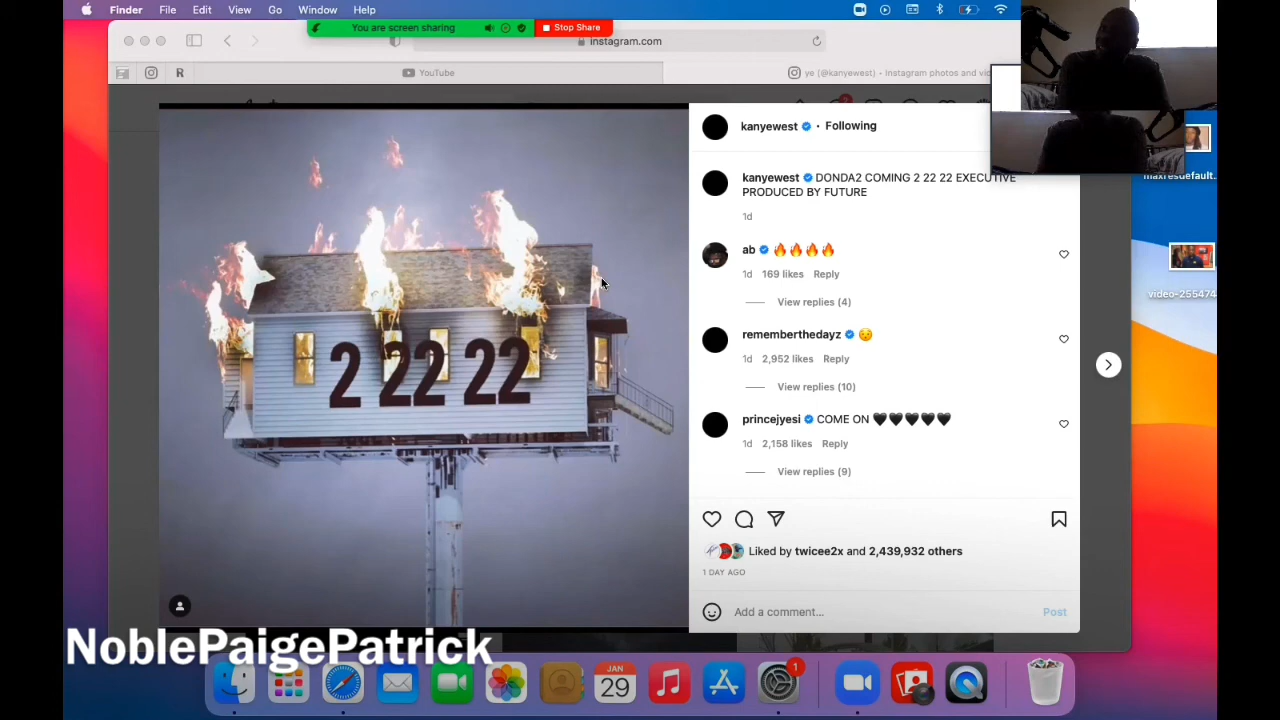 Finder File Edit View Go Window Help
You are screen sharing Stop Share
instagram.com
R YouTube ye (@kanyewest) • Instagram photos and vid
kanyewest • Following
kanyewest DONDA2 COMING 2 22 22 EXECUTIVE
PRODUCED BY FUTURE
1d
ab 🔥🔥🔥🔥
1d 169 likes Reply
View replies (4)
rememberthedayz 😔
1d 2,952 likes Reply
View replies (10)
princejyesi COME ON 🖤🖤🖤🖤🖤
1d 2,158 likes Reply
View replies (9)
Liked by twicee2x and 2,439,932 others
1 DAY AGO
Add a comment... Post
2 22 22
maxresdefault.
video-255474
NoblePaigePatrick
JAN
29
1